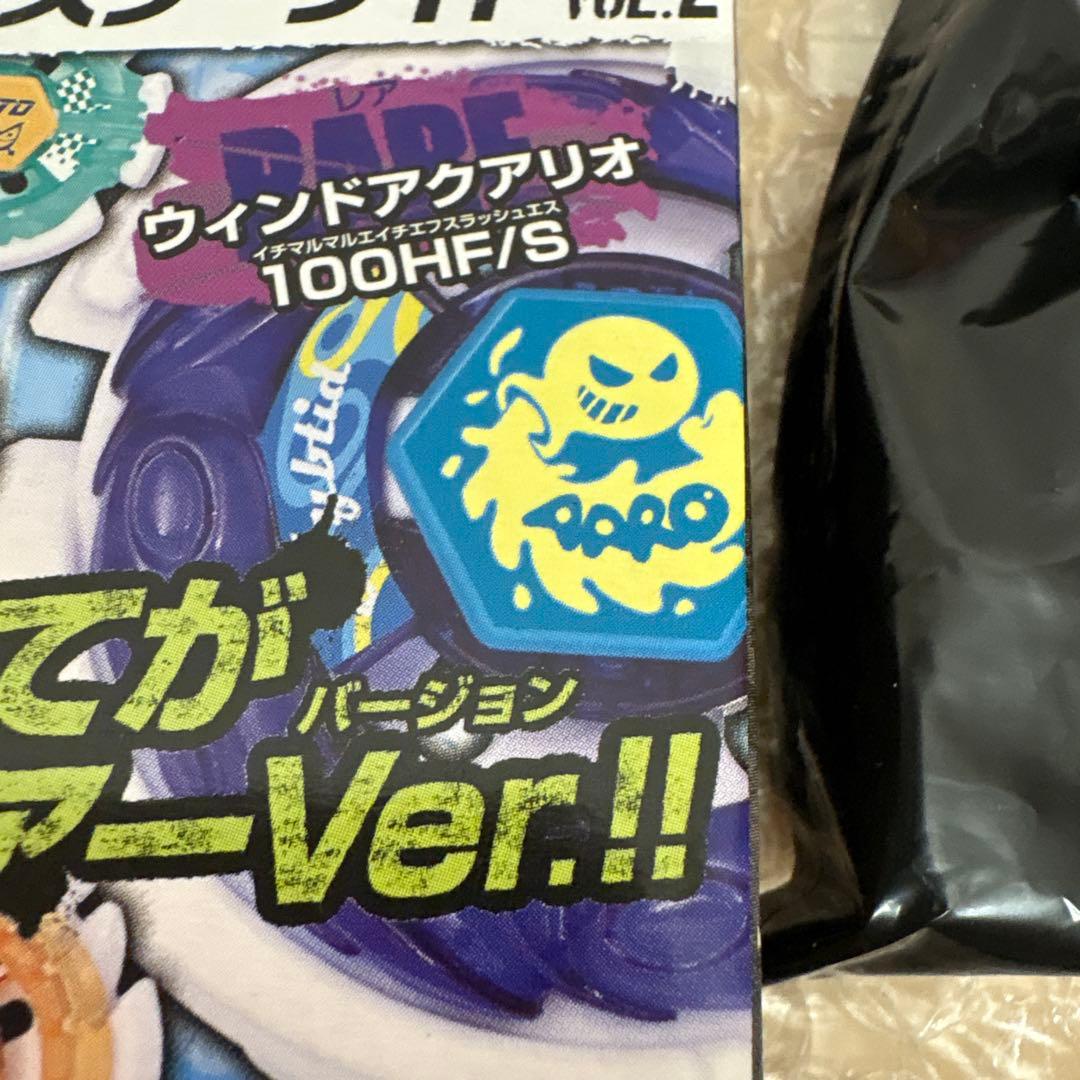 VOL.2
レア
RARE
ウィンドアクアリオ
イチマルマルエイチエフスラッシュエス
100HF/S
POPO
てが
バージョン
アーVer.!!